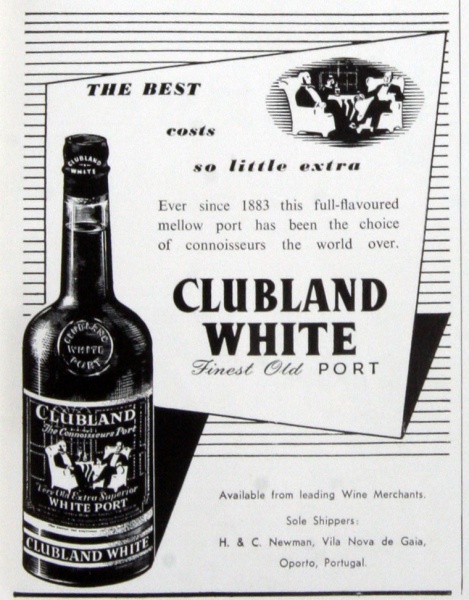 THE BEST
costs
so little extra
Ever since 1883 this full-flavoured
mellow port has been the choice
of connoisseurs the world over.
CLUBLAND
WHITE
Finest Old PORT
CLUBLAND
WHITE
CLUBLAND
WHITE
PORT
CLUBLAND
The Connoisseurs Port
Very Old Extra Superior
WHITE PORT
CLUBLAND WHITE
Available from leading Wine Merchants.
Sole Shippers:
H. & C. Newman, Vila Nova de Gaia,
Oporto, Portugal.